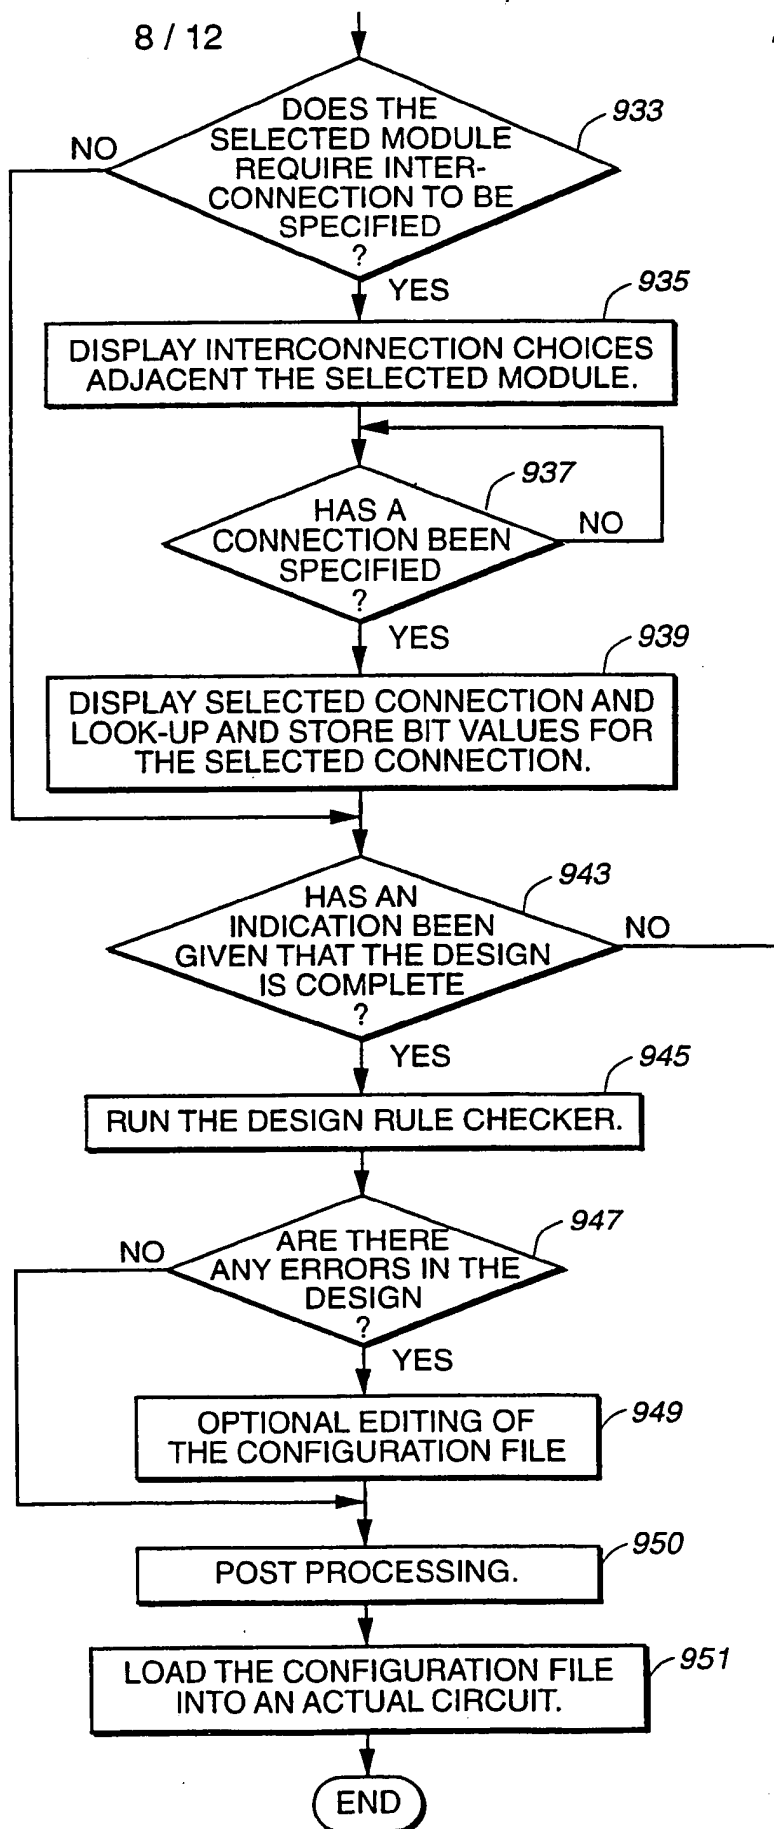 8 / 12
DOES THE
SELECTED MODULE
REQUIRE INTER-
CONNECTION TO BE
SPECIFIED
?
933
NO
YES
935
DISPLAY INTERCONNECTION CHOICES
ADJACENT THE SELECTED MODULE.
937
HAS A
CONNECTION BEEN
SPECIFIED
?
NO
YES
939
DISPLAY SELECTED CONNECTION AND
LOOK-UP AND STORE BIT VALUES FOR
THE SELECTED CONNECTION.
943
HAS AN
INDICATION BEEN
GIVEN THAT THE DESIGN
IS COMPLETE
?
NO
YES
945
RUN THE DESIGN RULE CHECKER.
947
ARE THERE
ANY ERRORS IN THE
DESIGN
?
NO
YES
949
OPTIONAL EDITING OF
THE CONFIGURATION FILE
950
POST PROCESSING.
951
LOAD THE CONFIGURATION FILE
INTO AN ACTUAL CIRCUIT.
END